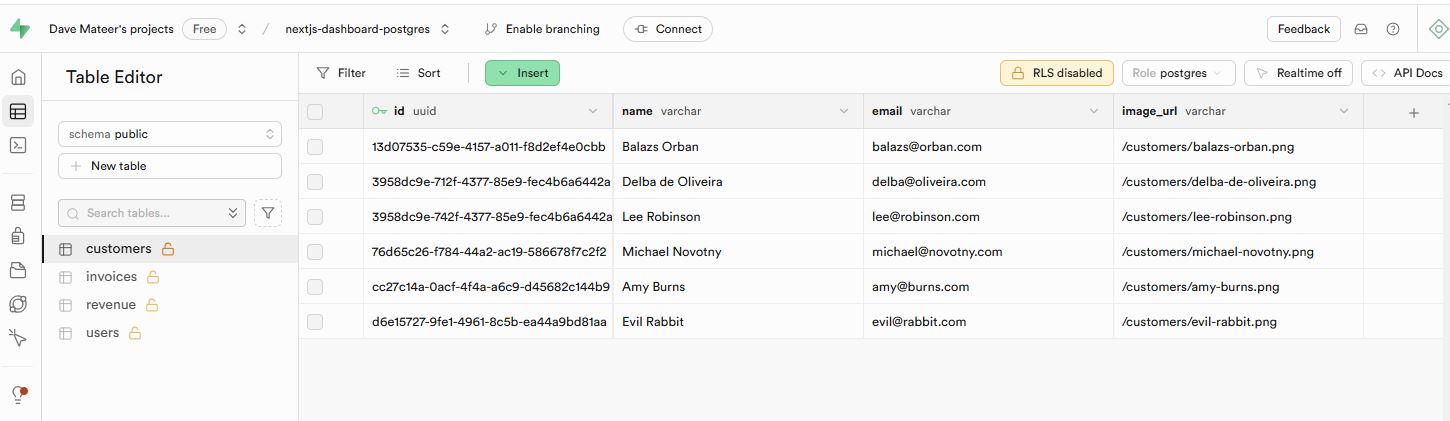 Dave Mateer's projects Free / nextjs-dashboard-postgres Enable branching Connect Feedback
Table Editor
Filter Sort Insert RLS disabled Role postgres Realtime off API Docs
schema public
New table
Search tables...
customers
invoices
revenue
users
id uuid name varchar email varchar image_url varchar
13d07535-c59e-4157-a011-f8d2ef4e0cbb Balazs Orban balazs@orban.com /customers/balazs-orban.png
3958dc9e-712f-4377-85e9-fec4b6a6442a Delba de Oliveira delba@oliveira.com /customers/delba-de-oliveira.png
3958dc9e-742f-4377-85e9-fec4b6a6442a Lee Robinson lee@robinson.com /customers/lee-robinson.png
76d65c26-f784-44a2-ac19-586678f7c2f2 Michael Novotny michael@novotny.com /customers/michael-novotny.png
cc27c14a-0acf-4f4a-a6c9-d45682c144b9 Amy Burns amy@burns.com /customers/amy-burns.png
d6e15727-9fe1-4961-8c5b-ea44a9bd81aa Evil Rabbit evil@rabbit.com /customers/evil-rabbit.png